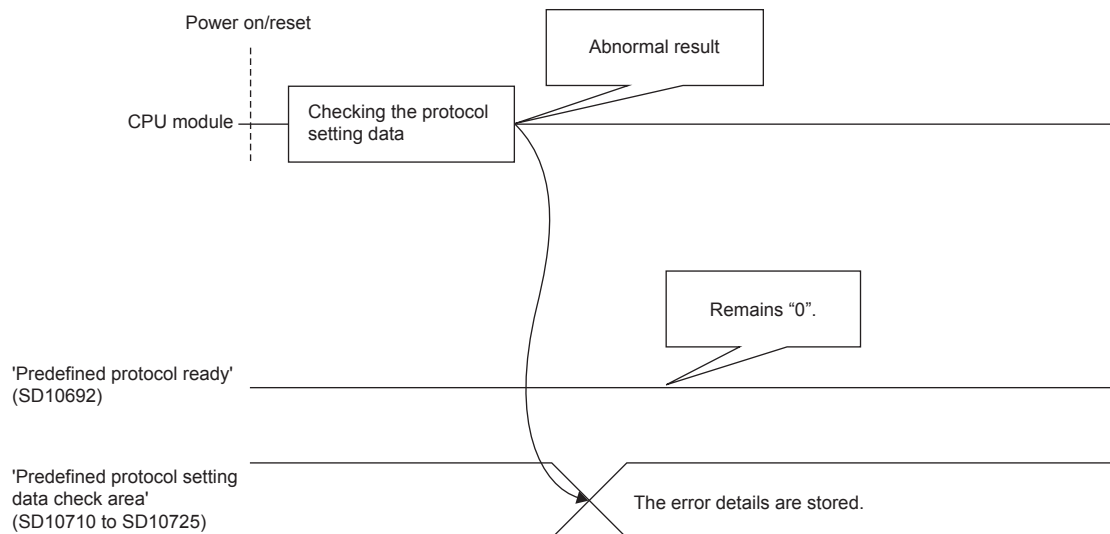 Power on/reset
Abnormal result
CPU module
Checking the protocol
setting data
Remains “0”.
'Predefined protocol ready'
(SD10692)
'Predefined protocol setting
data check area'
(SD10710 to SD10725)
The error details are stored.